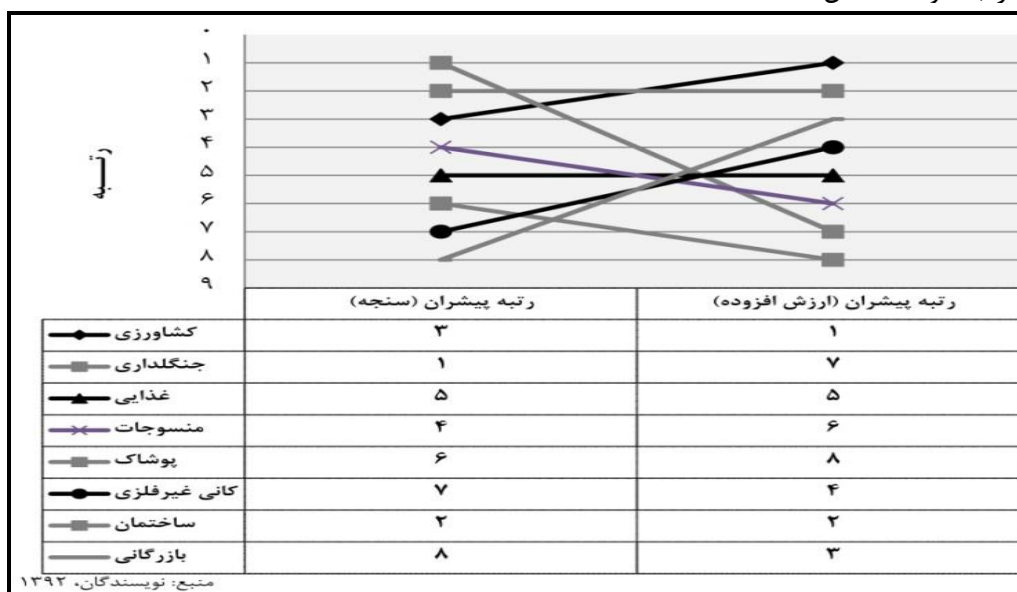 ۰
۱
۲
۳
۴
۵
۶
۷
۸
۹
رتبه
رتبه پیشران (سنجه) رتبه پیشران (ارزش افزوده)
کشاورزی ۳ ۱
جنگلداری ۱ ۷
غذایی ۵ ۵
منسوجات ۴ ۶
پوشاک ۶ ۸
کانی غیرفلزی ۷ ۴
ساختمان ۲ ۲
بازرگانی ۸ ۳
منبع: نویسندگان، ۱۳۹۲